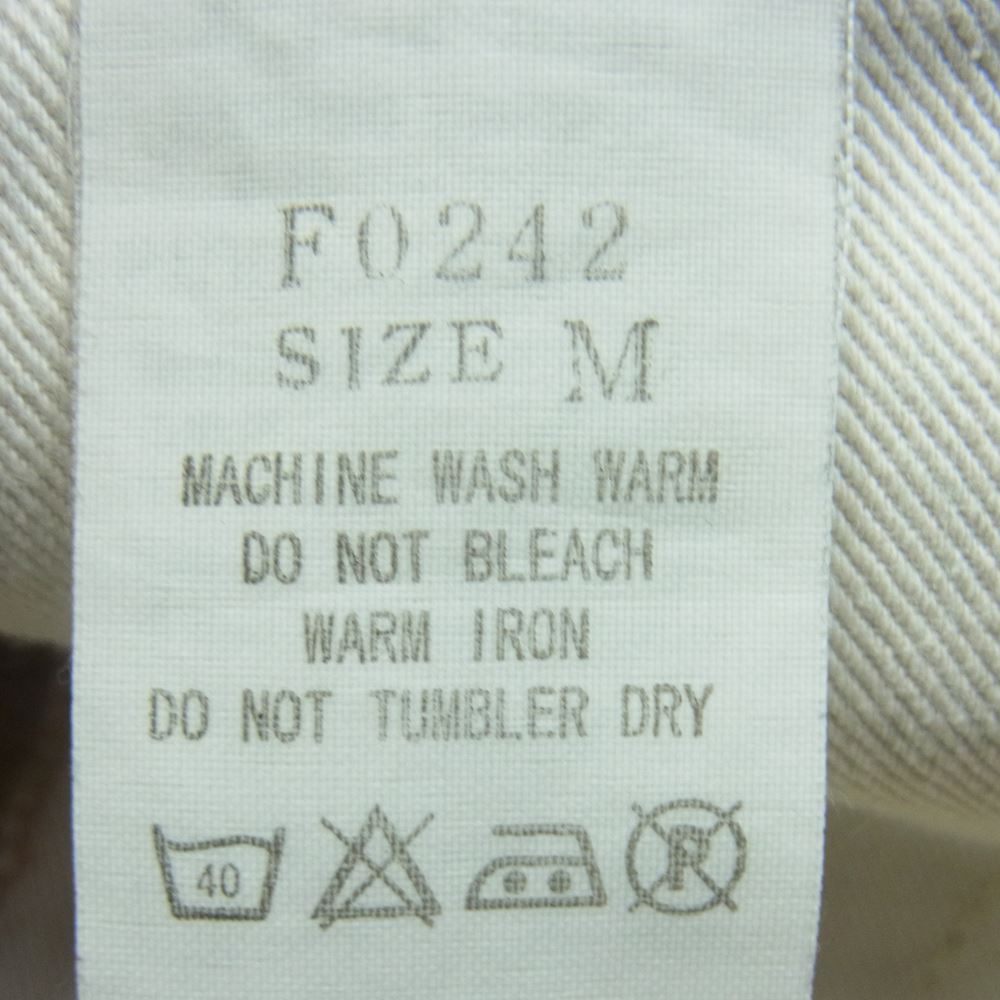 F0242
SIZE M
MACHINE WASH WARM
DO NOT BLEACH
WARM IRON
DO NOT TUMBLER DRY
40
P